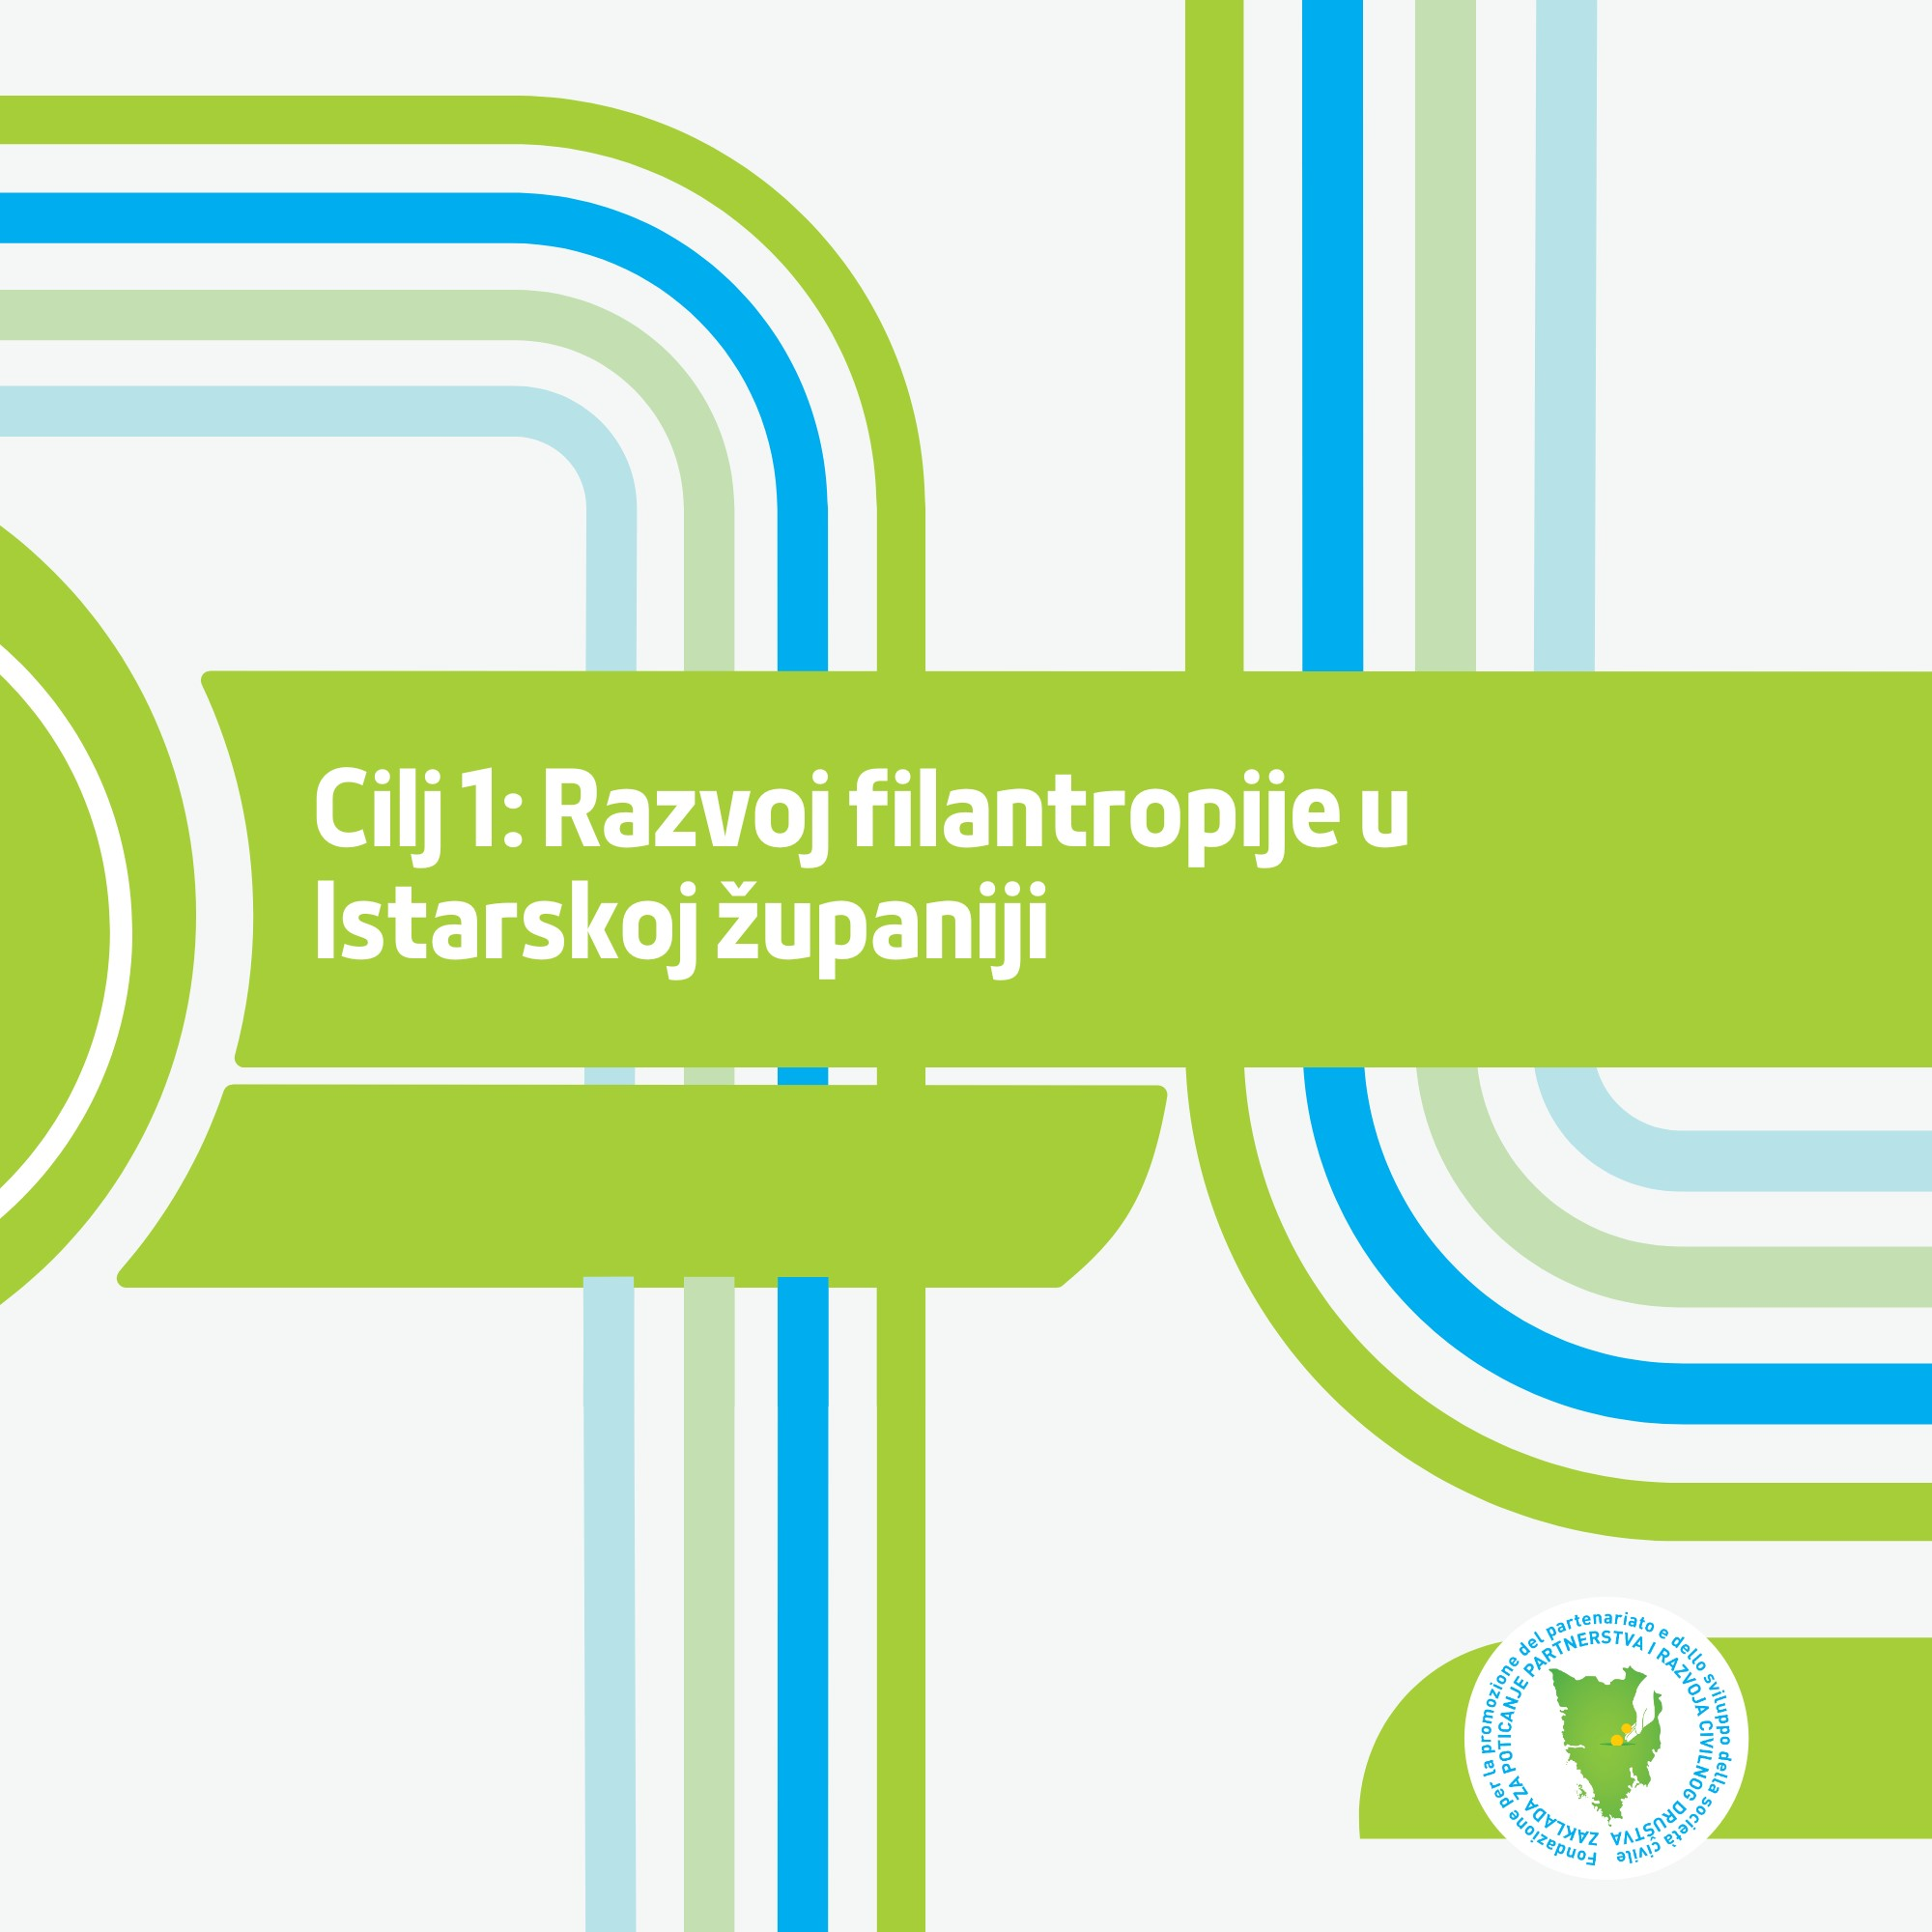 Cilj 1: Razvoj filantropije u
Istarskoj županiji
Fondazione per la promozione del partenariato e dello sviluppo della società civile
ZAKLADA ZA POTICANJE PARTNERSTVA I RAZVOJA CIVILNOG DRUŠTVA